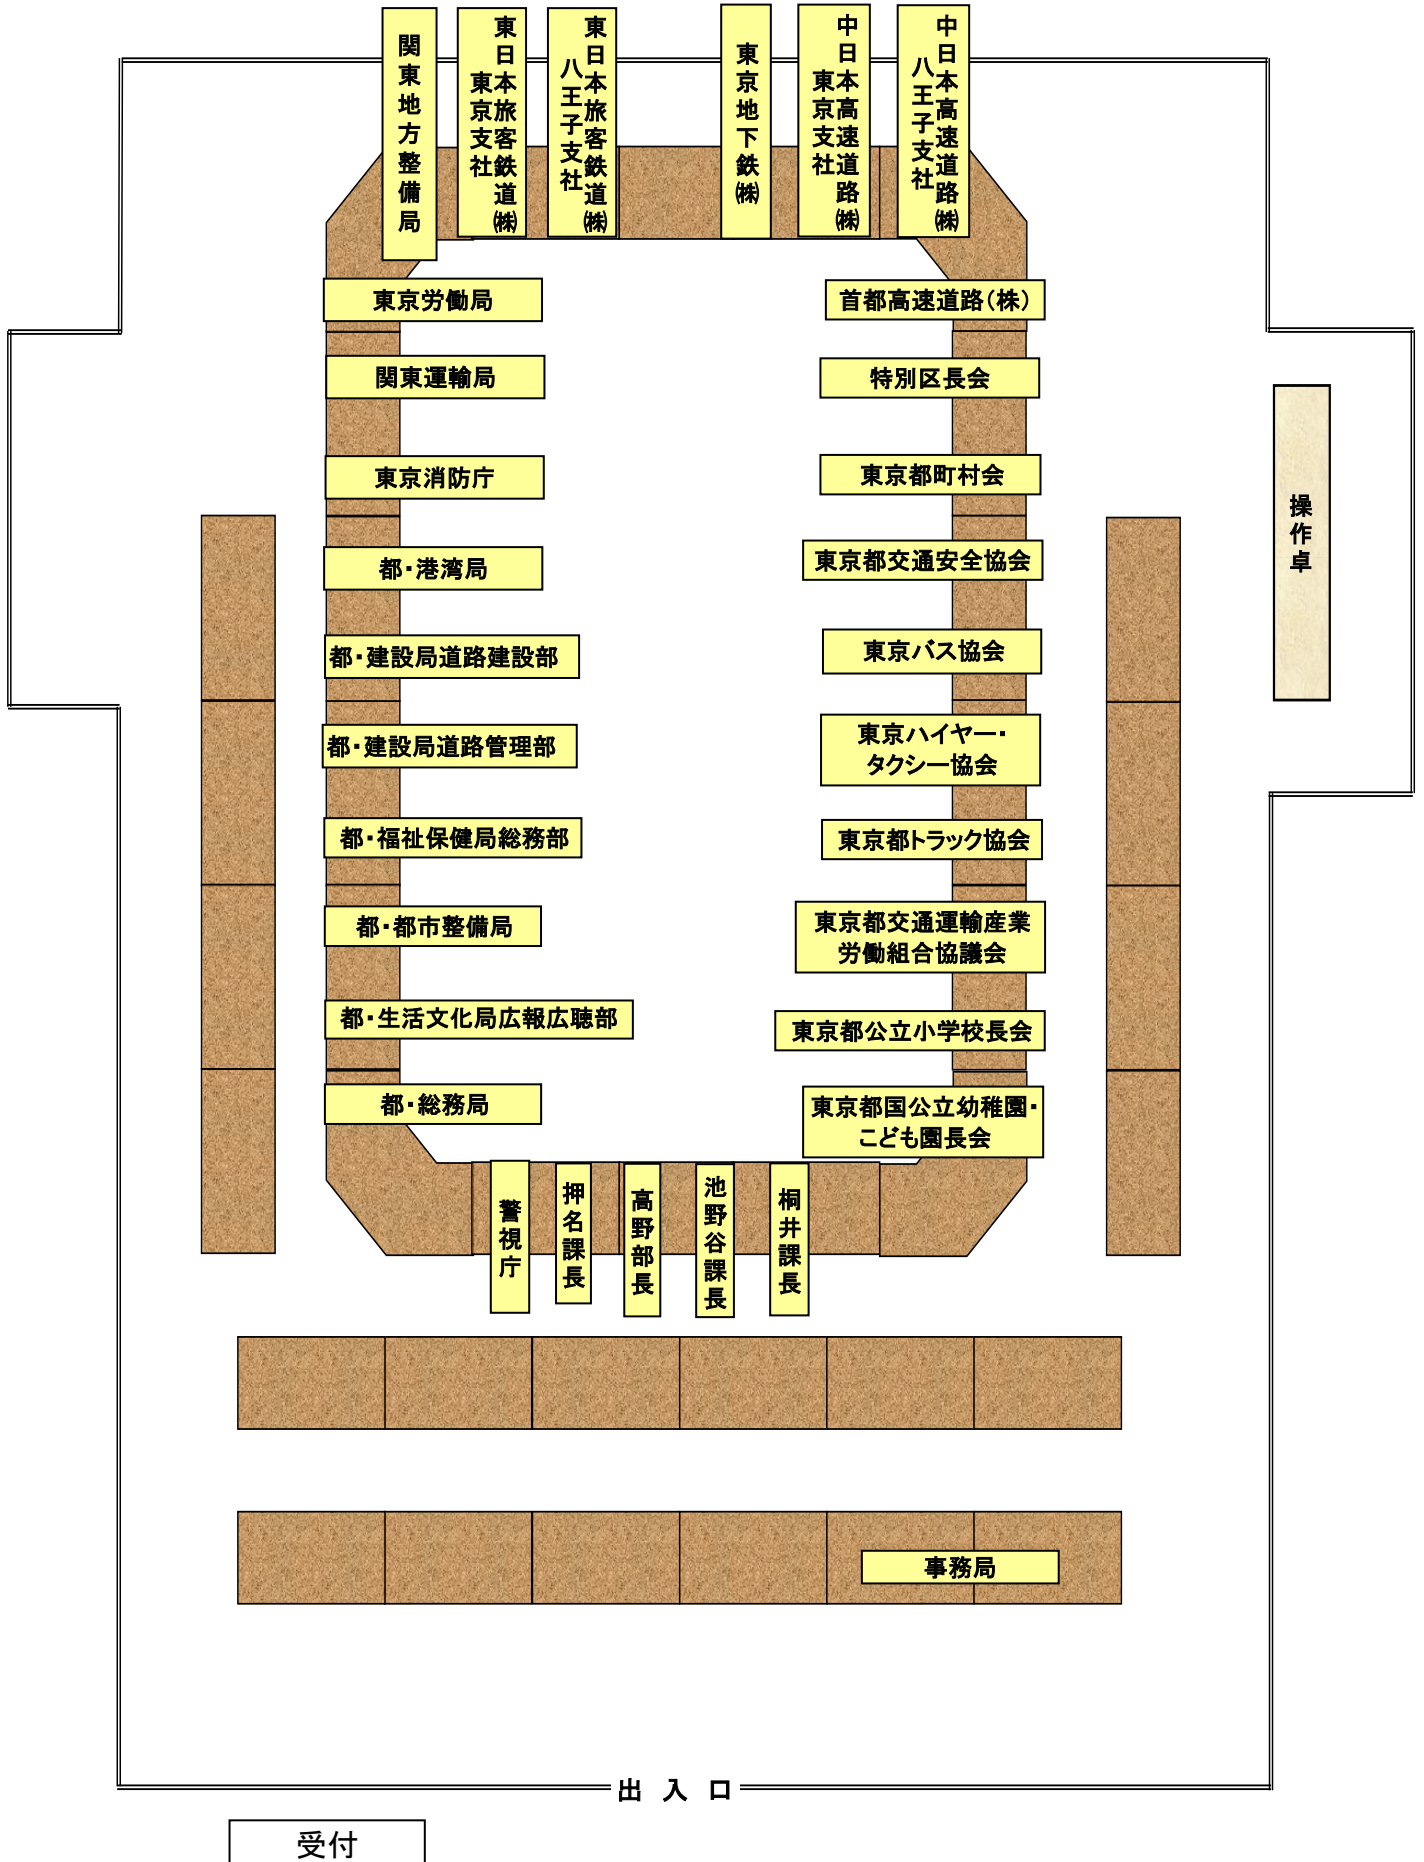 関東地方整備局
東日本旅客鉄道㈱
東京支社
東日本旅客鉄道㈱
八王子支社
東京地下鉄㈱
中日本高速道路㈱
東京支社
中日本高速道路㈱
八王子支社
東京労働局
関東運輸局
東京消防庁
都・港湾局
都・建設局道路建設部
都・建設局道路管理部
都・福祉保健局総務部
都・都市整備局
都・生活文化局広報広聴部
都・総務局
首都高速道路（株）
特別区長会
東京都町村会
東京都交通安全協会
東京バス協会
東京ハイヤー・
タクシー協会
東京都トラック協会
東京都交通運輸産業
労働組合協議会
東京都公立小学校長会
東京都国公立幼稚園・
こども園長会
操作卓
警視庁
押名課長
高野部長
池野谷課長
桐井課長
事務局
出 入 口
受付